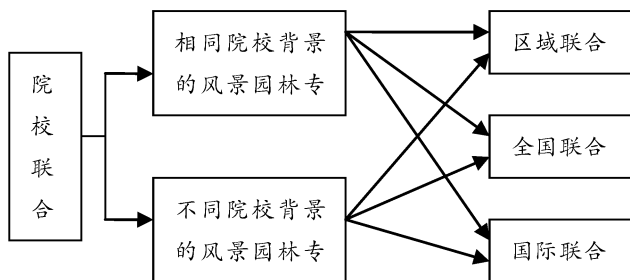 院
校
联
合
相同院校背景
的风景园林专
不同院校背景
的风景园林专
区域联合
全国联合
国际联合